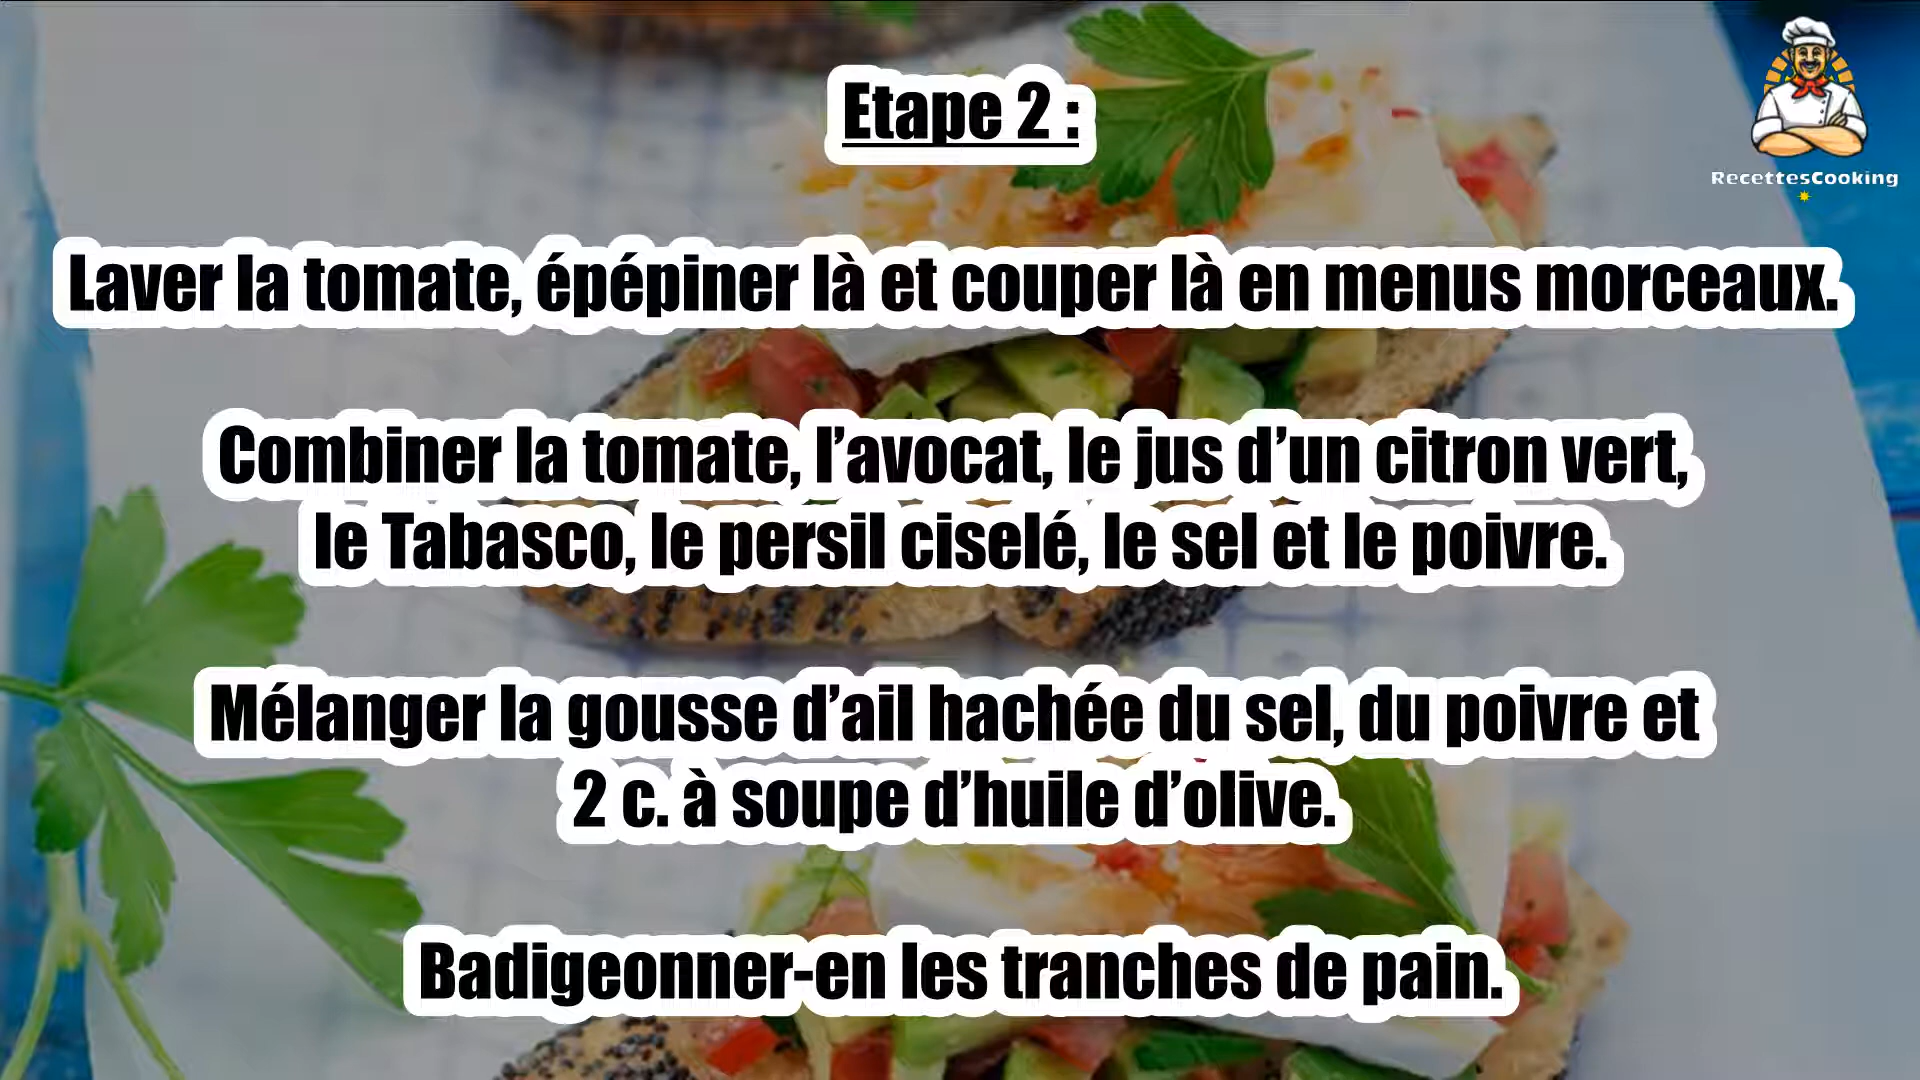 Etape 2 :
RecettesCooking
Laver la tomate, épépiner là et couper là en menus morceaux.
Combiner la tomate, l’avocat, le jus d’un citron vert,
le Tabasco, le persil ciselé, le sel et le poivre.
Mélanger la gousse d’ail hachée du sel, du poivre et
2 c. à soupe d’huile d’olive.
Badigeonner-en les tranches de pain.